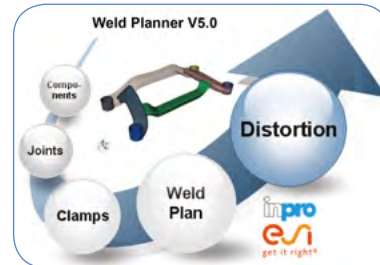 Weld Planner V5.0
Compo-
nents
Joints
Clamps
Weld
Plan
Distortion
inpro
esi
get it right®